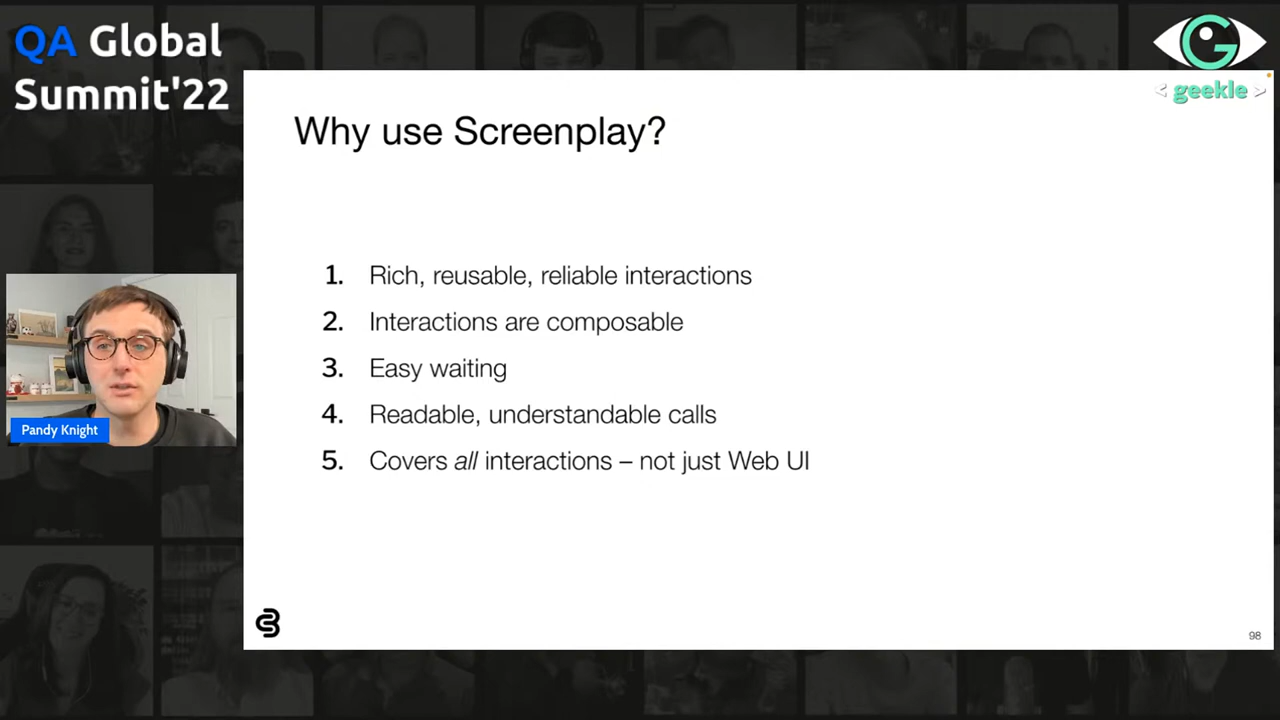 QA Global
Summit'22
< geekle >
Why use Screenplay?
1. Rich, reusable, reliable interactions
2. Interactions are composable
3. Easy waiting
4. Readable, understandable calls
5. Covers all interactions – not just Web UI
Pandy Knight
98